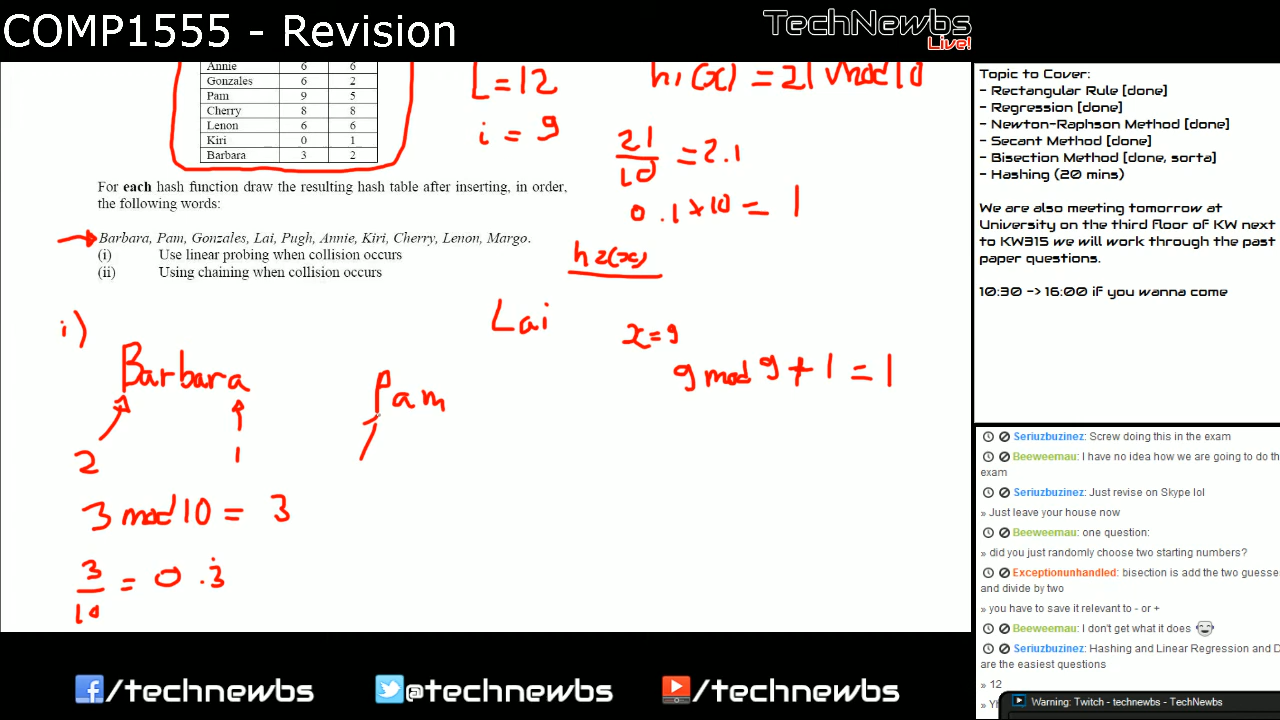 COMP1555 - Revision
TechNewbs
Live!
Annie 6 6
Gonzales 6 2
Pam 9 5
Cherry 8 8
Lenon 6 6
Kiri 0 1
Barbara 3 2
L = 12
i = 9
h1(x) = 21 mod 10
21
10
= 2.1
0.1 * 10 = 1
For each hash function draw the resulting hash table after inserting, in order,
the following words:
Barbara, Pam, Gonzales, Lai, Pugh, Annie, Kiri, Cherry, Lenon, Margo.
(i) Use linear probing when collision occurs
(ii) Using chaining when collision occurs
h2(x)
i)
Lai
x=9
9 mod 9 + 1 = 1
Barbara
Pam
2 1
3 mod 10 = 3
3
10
= 0.3̇
Topic to Cover:
- Rectangular Rule [done]
- Regression [done]
- Newton-Raphson Method [done]
- Secant Method [done]
- Bisection Method [done, sorta]
- Hashing (20 mins)
We are also meeting tomorrow at
University on the third floor of KW next
to KW315 we will work through the past
paper questions.
10:30 -> 16:00 if you wanna come
Seriuzbuzinez: Screw doing this in the exam
Beeweemau: I have no idea how we are going to do th
exam
Seriuzbuzinez: Just revise on Skype lol
» Just leave your house now
Beeweemau: one question:
» did you just randomly choose two starting numbers?
Exceptionunhandled: bisection is add the two guesse
and divide by two
» you have to save it relevant to - or +
Beeweemau: I don't get what it does
Seriuzbuzinez: Hashing and Linear Regression and D
are the easiest questions
» 12
Warning: Twitch - technewbs - TechNewbs
/technewbs @technewbs /technewbs